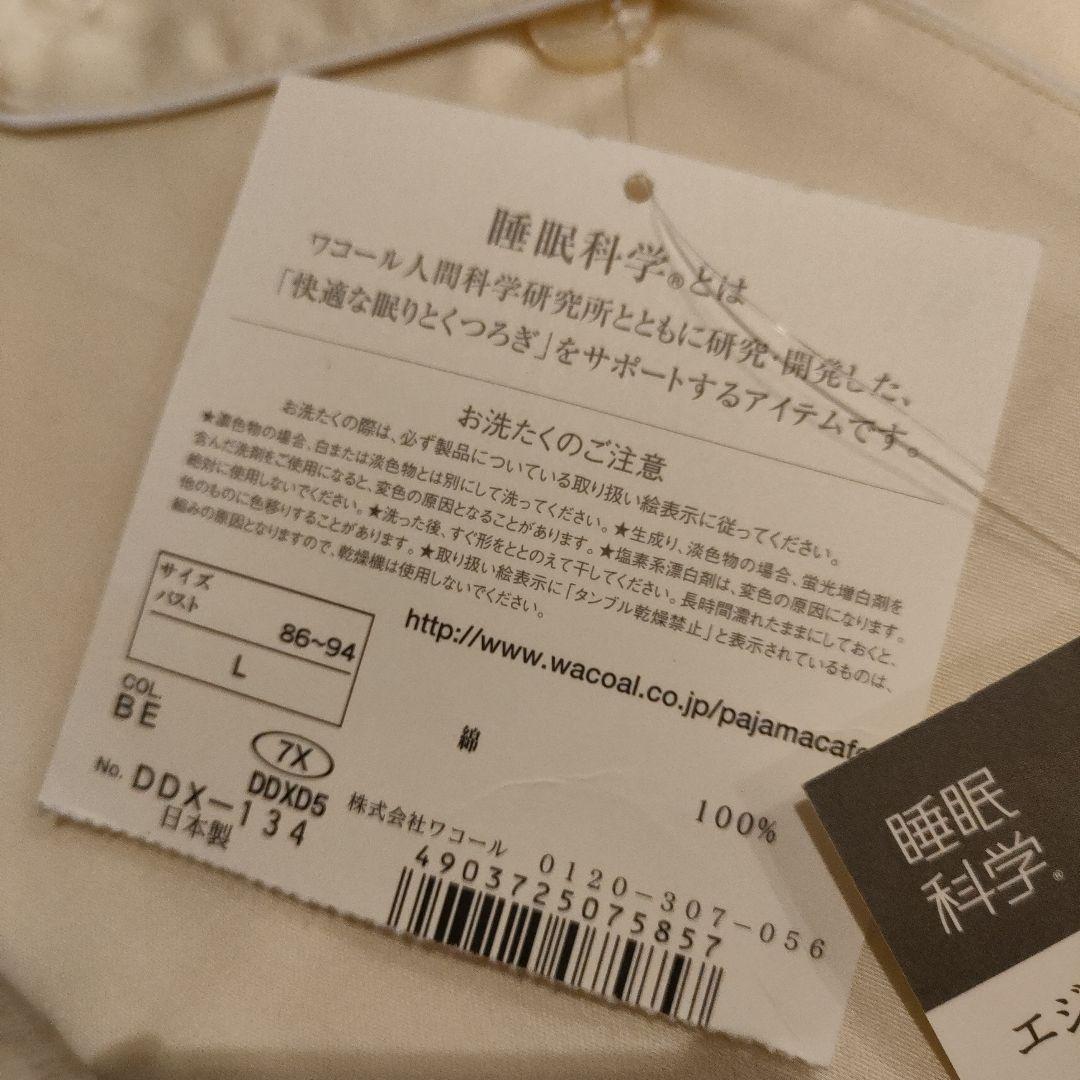 睡眠科学®とは
ワコール人間科学研究所とともに研究・開発した、
「快適な眠りとくつろぎ」をサポートするアイテムです。
お洗たくのご注意
お洗たくの際は、必ず製品についている取り扱い絵表示に従ってください。
★濃色物の場合、白または淡色物とは別にして洗ってください。★生成り、淡色物の場合、蛍光増白剤を
含んだ洗剤をご使用になると、変色の原因となることがあります。★塩素系漂白剤は、変色の原因になります。
絶対に使用しないでください。★洗った後、すぐ形をととのえて干してください。長時間濡れたままにしておくと、
他のものに色移りすることがあります。★取り扱い絵表示に「タンブル乾燥禁止」と表示されているものは、
縮みの原因となりますので、乾燥機は使用しないでください。
http://www.wacoal.co.jp/pajamacafe
サイズ
バスト
86~94
L
COL
BE
7X
DDXD5
No. DDX-134
日本製
綿 100%
株式会社ワコール 0120-307-056
4903725075857
睡眠
科学®
エジ